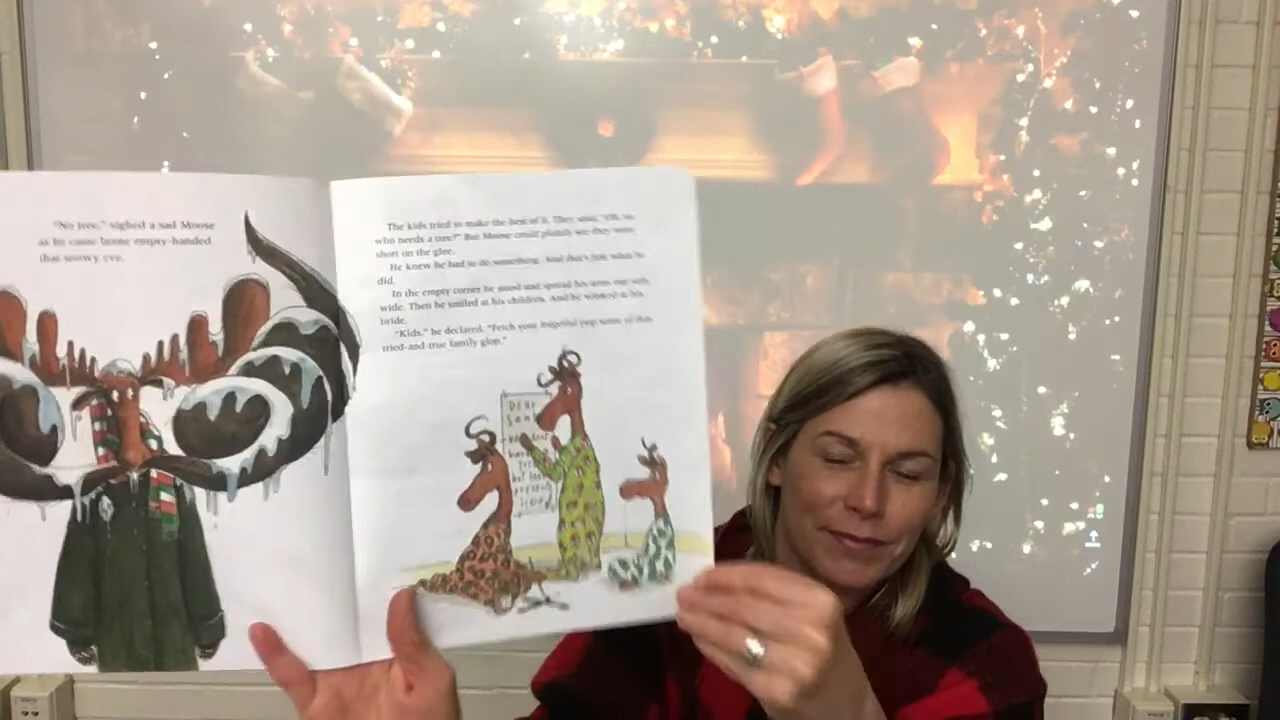 "No tree," sighed a sad Moose
as he came home empty-handed
that snowy eve.
The kids tried to make the best of it. They said, "Oh,
who needs a tree?" But Moose could plainly see they were
short on the glee.
He knew he had to do something. And that's just what he
did.
In the empty corner he stood and spread his arms out
wide. Then he smiled at his children. And he winked at his
bride.
"Kids," he declared. "Fetch your forgetful pop some of that
tried-and-true family glop."
DEAR
Santa